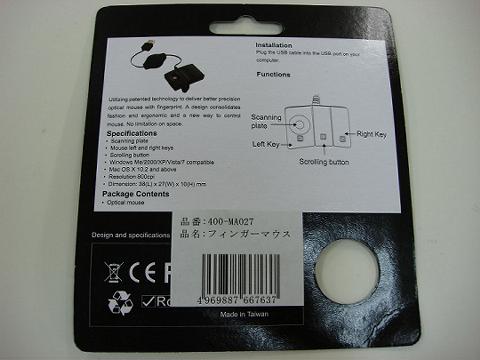 Installation
Plug the USB cable into the USB port on your
computer.
Functions
Scanning
plate
Left Key
Right Key
Scrolling button
Utilizing patented technology to deliver better precision
optical mouse with fingerprint. A design consolidates
fashion and ergonomic and a new way to control
mouse. No limitation on space.
Specifications
• Scanning plate
• Mouse left and right keys
• Scrolling button
• Windows Me/2000/XP/Vista/7 compatible
• Mac OS X 10.2 and above
• Resolution 800cpi
• Dimension: 38(L) x 27(W) x 10(H) mm
Package Contents
• Optical mouse
Design and specifications
品番:400-MA027
品名:フィンガーマウス
4969887 667637
CE F
Ro
Made in Taiwan